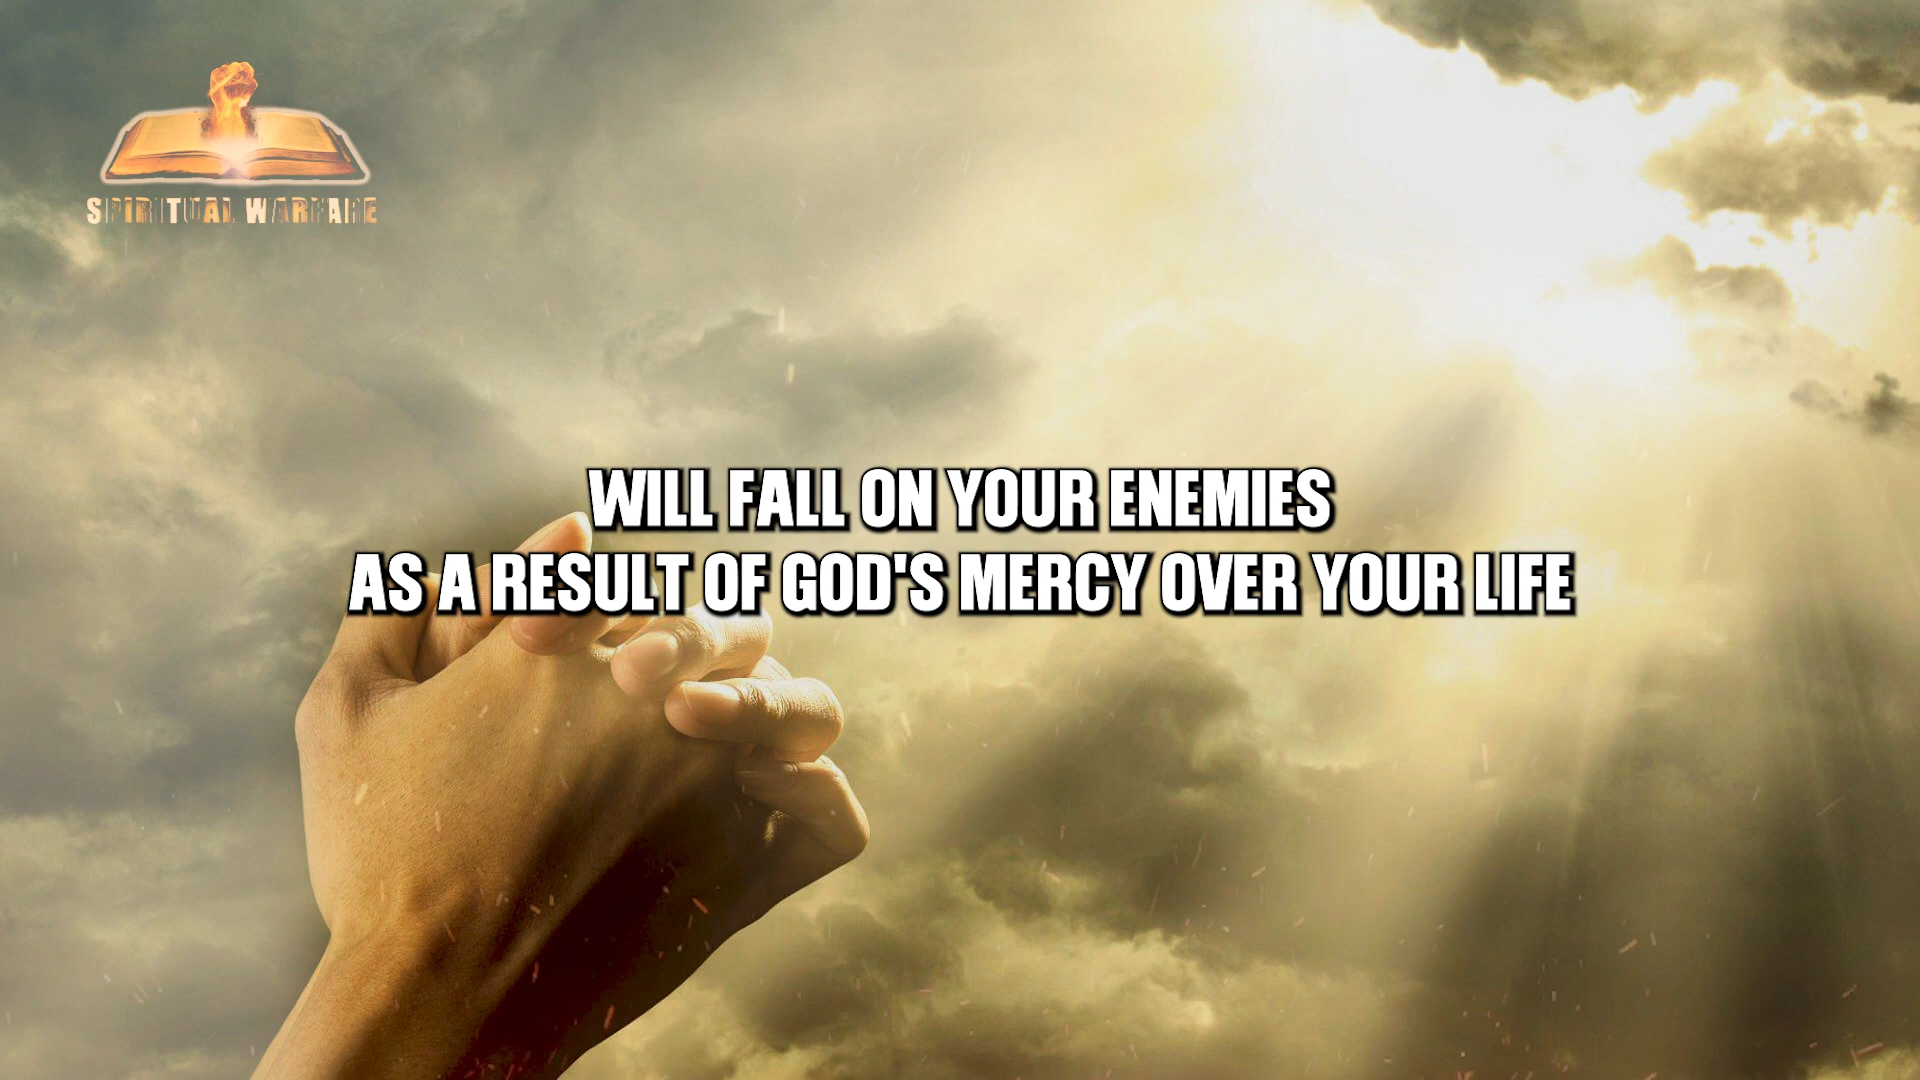 SPIRITUAL WARFARE
WILL FALL ON YOUR ENEMIES
AS A RESULT OF GOD'S MERCY OVER YOUR LIFE